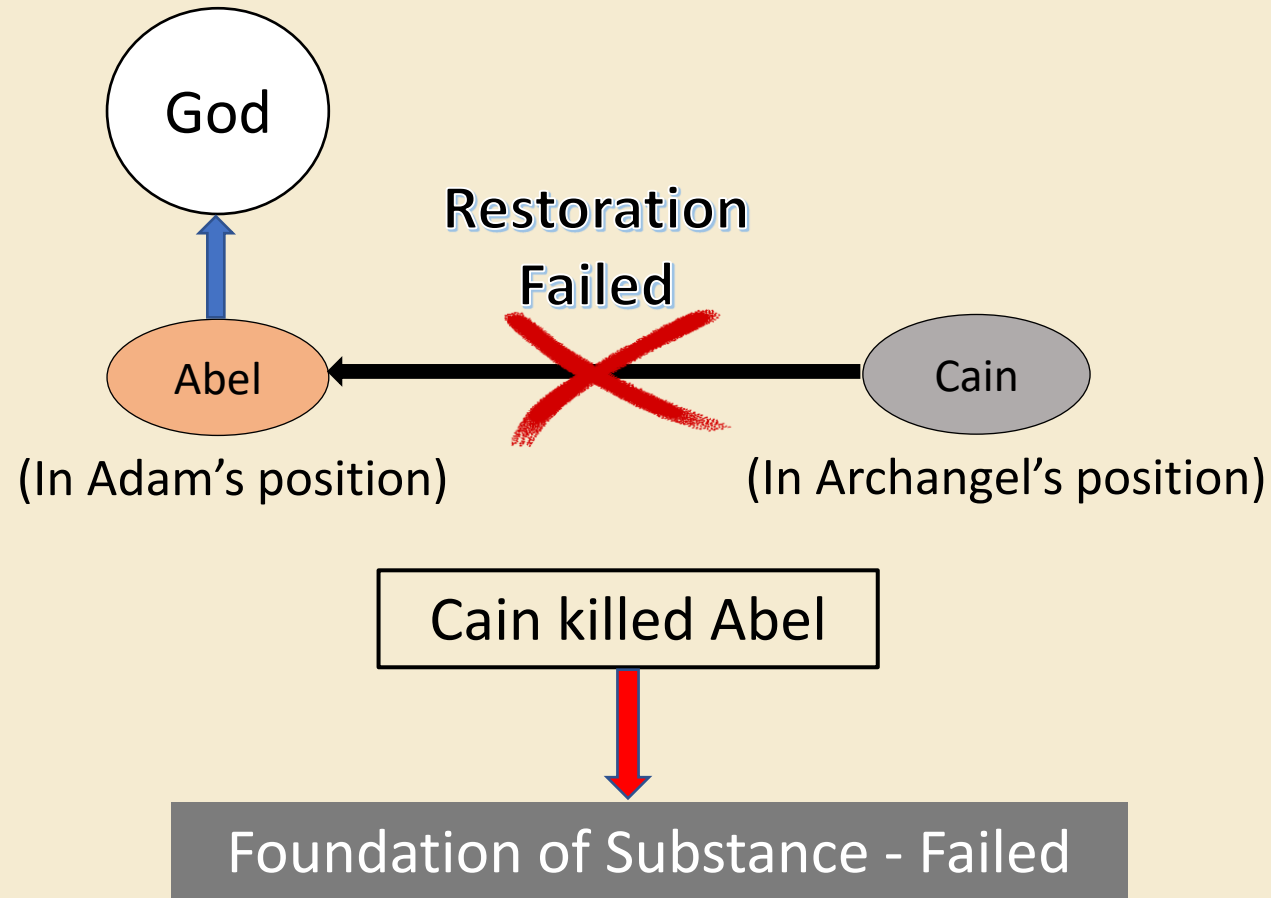 God
Restoration
Failed
Abel
Cain
(In Adam’s position)
(In Archangel’s position)
Cain killed Abel
Foundation of Substance - Failed